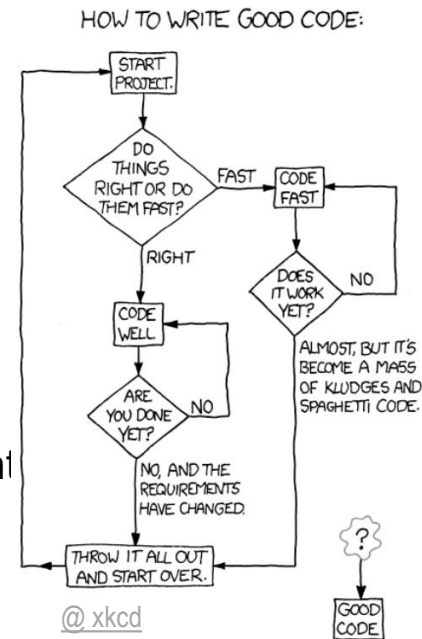 HOW TO WRITE GOOD CODE:
START
PROJECT.
DO
THINGS
RIGHT OR DO
THEM FAST?
FAST
CODE
FAST
RIGHT
DOES
IT WORK
YET?
NO
CODE
WELL
ALMOST, BUT IT'S
BECOME A MASS
OF KLUDGES AND
SPAGHETTI CODE.
ARE
YOU DONE
YET?
NO
NO, AND THE
REQUIREMENTS
HAVE CHANGED.
THROW IT ALL OUT
AND START OVER.
?
GOOD
CODE
@ xkcd